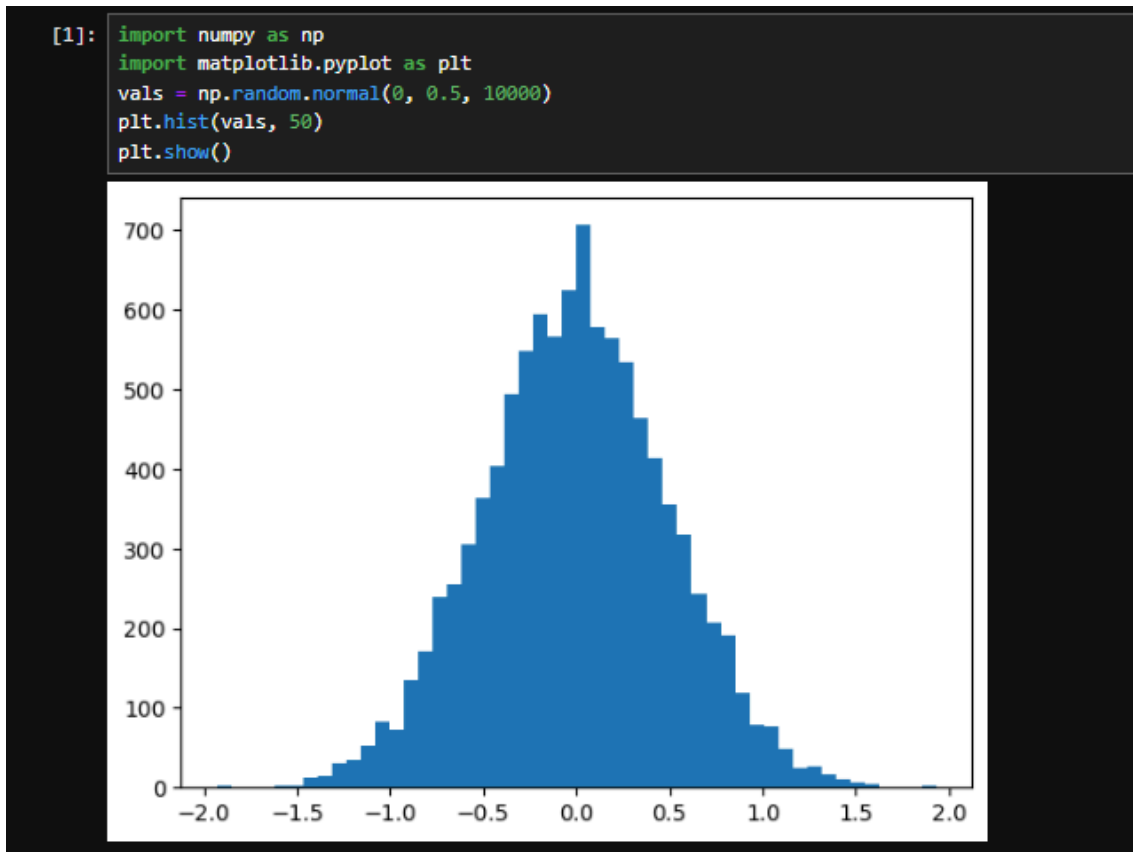 [1]: import numpy as np
import matplotlib.pyplot as plt
vals = np.random.normal(0, 0.5, 10000)
plt.hist(vals, 50)
plt.show()
700
600
500
400
300
200
100
0
−2.0 −1.5 −1.0 −0.5 0.0 0.5 1.0 1.5 2.0